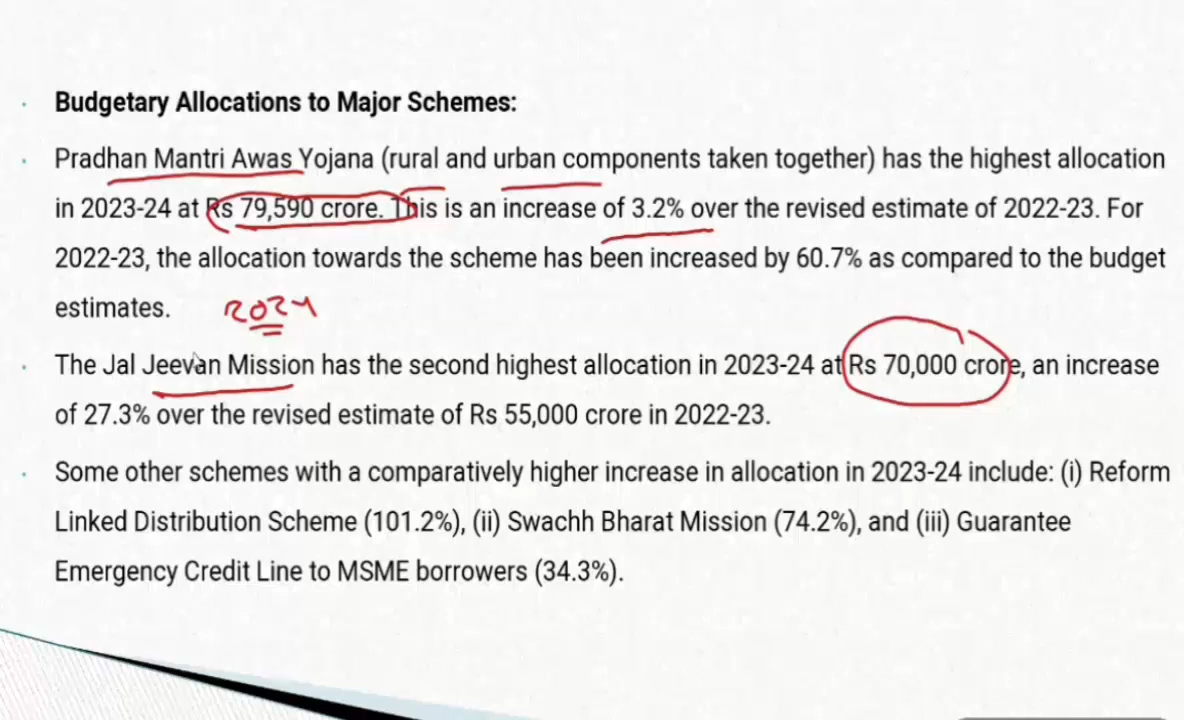 Budgetary Allocations to Major Schemes:
Pradhan Mantri Awas Yojana (rural and urban components taken together) has the highest allocation
in 2023-24 at Rs 79,590 crore. This is an increase of 3.2% over the revised estimate of 2022-23. For
2022-23, the allocation towards the scheme has been increased by 60.7% as compared to the budget
estimates.
2024
The Jal Jeevan Mission has the second highest allocation in 2023-24 at Rs 70,000 crore, an increase
of 27.3% over the revised estimate of Rs 55,000 crore in 2022-23.
Some other schemes with a comparatively higher increase in allocation in 2023-24 include: (i) Reform
Linked Distribution Scheme (101.2%), (ii) Swachh Bharat Mission (74.2%), and (iii) Guarantee
Emergency Credit Line to MSME borrowers (34.3%).